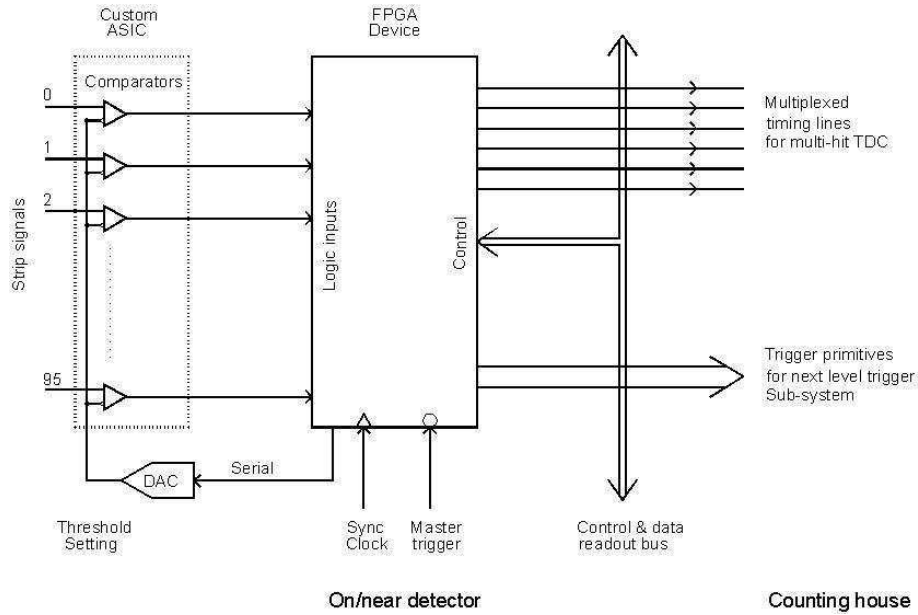 Custom
ASIC
FPGA
Device
Comparators
0
1
2
95
Strip signals
Logic inputs
Control
Multiplexed
timing lines
for multi-hit TDC
Trigger primitives
for next level trigger
Sub-system
DAC
Serial
Threshold
Setting
Sync
Clock
Master
trigger
Control & data
readout bus
On/near detector
Counting house